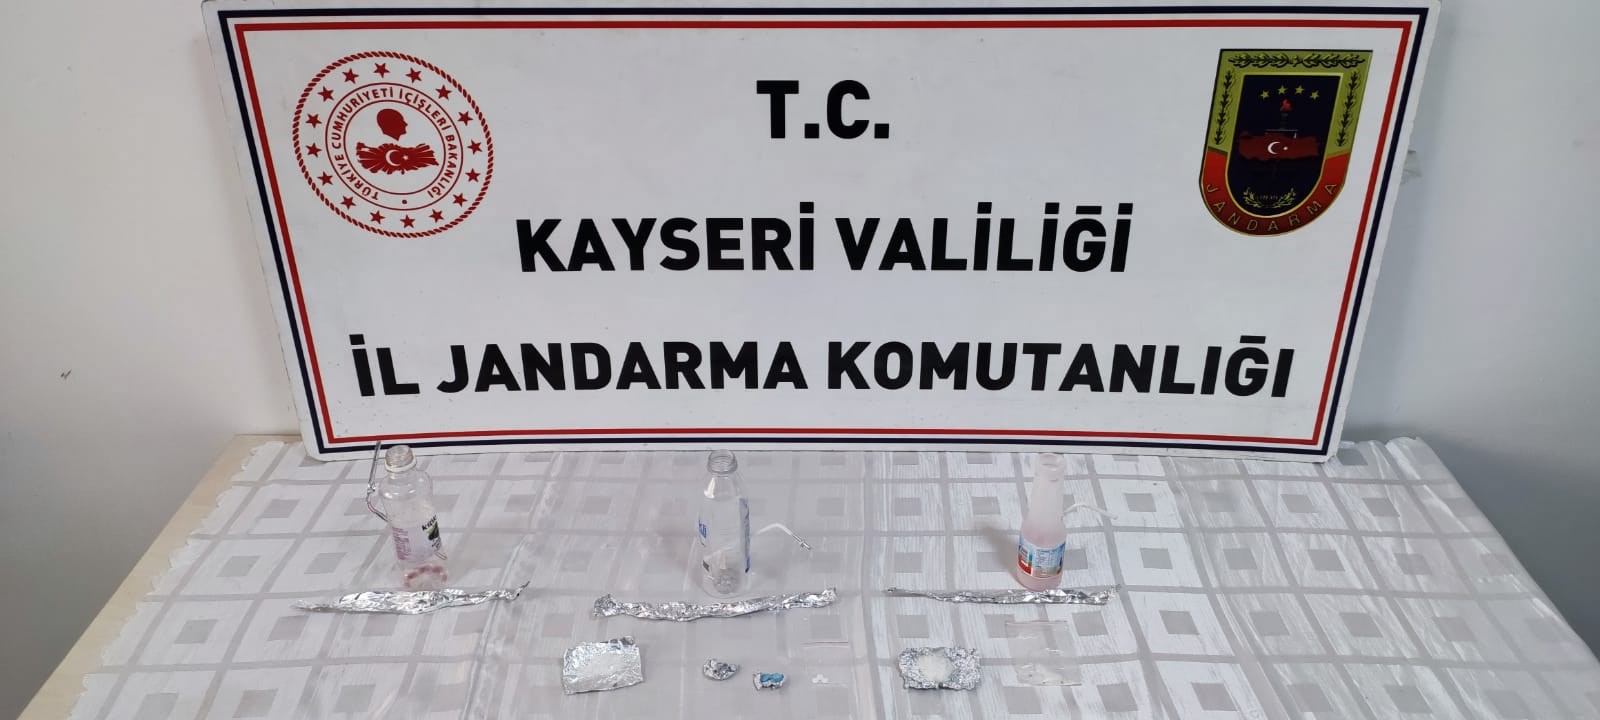 T.C.
KAYSERİ VALİLİĞİ
İL JANDARMA KOMUTANLIĞI
TÜRKİYE CUMHURİYETİ İÇİŞLERİ BAKANLIĞI
JANDARMA